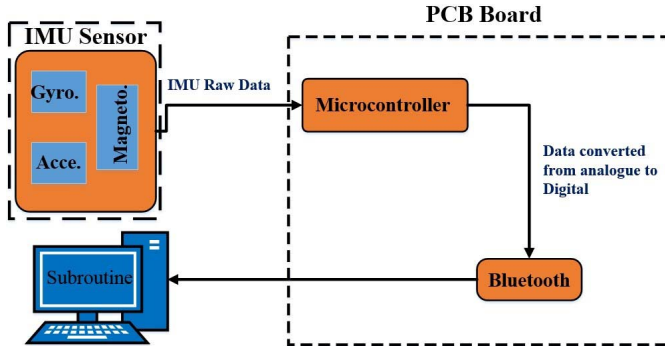 PCB Board
IMU Sensor
Gyro.
Magneto.
Acce.
IMU Raw Data
Microcontroller
Data converted
from analogue to
Digital
Bluetooth
Subroutine